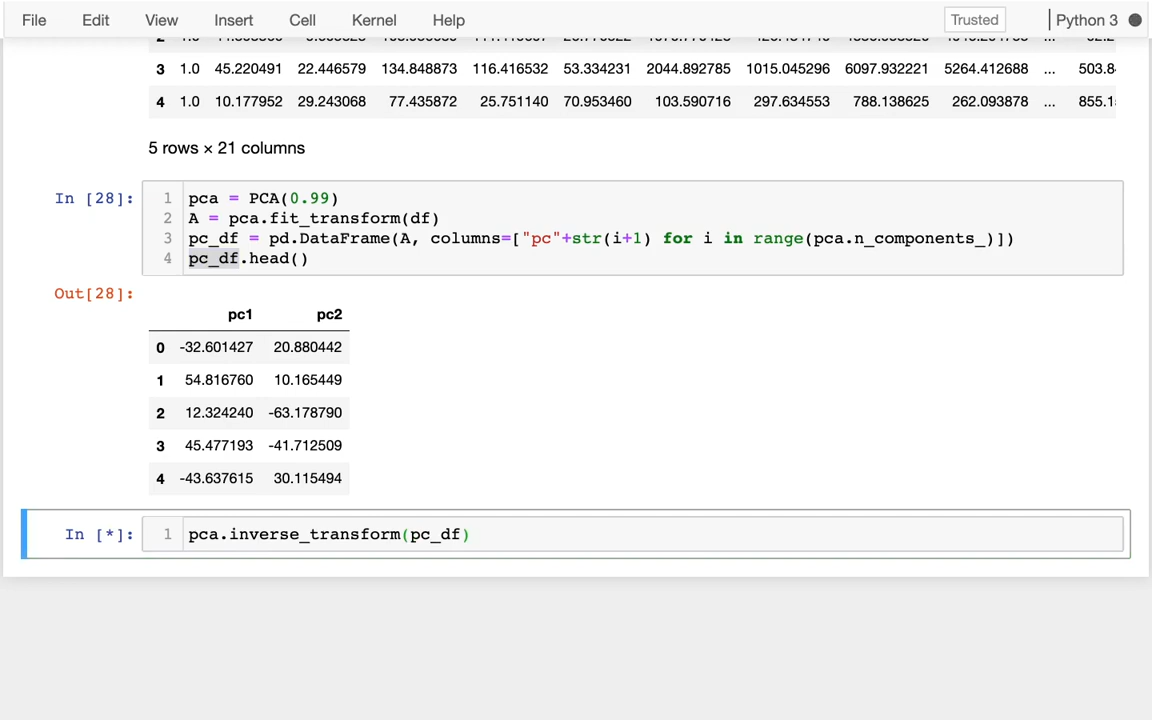 File Edit View Insert Cell Kernel Help Trusted Python 3
3 1.0 45.220491 22.446579 134.848873 116.416532 53.334231 2044.892785 1015.045296 6097.932221 5264.412688 ... 503.8
4 1.0 10.177952 29.243068 77.435872 25.751140 70.953460 103.590716 297.634553 788.138625 262.093878 ... 855.1
5 rows × 21 columns
In [28]: 1 pca = PCA(0.99)
2 A = pca.fit_transform(df)
3 pc_df = pd.DataFrame(A, columns=["pc"+str(i+1) for i in range(pca.n_components_)])
4 pc_df.head()
Out[28]:
pc1 pc2
0 -32.601427 20.880442
1 54.816760 10.165449
2 12.324240 -63.178790
3 45.477193 -41.712509
4 -43.637615 30.115494
In [*]: 1 pca.inverse_transform(pc_df)